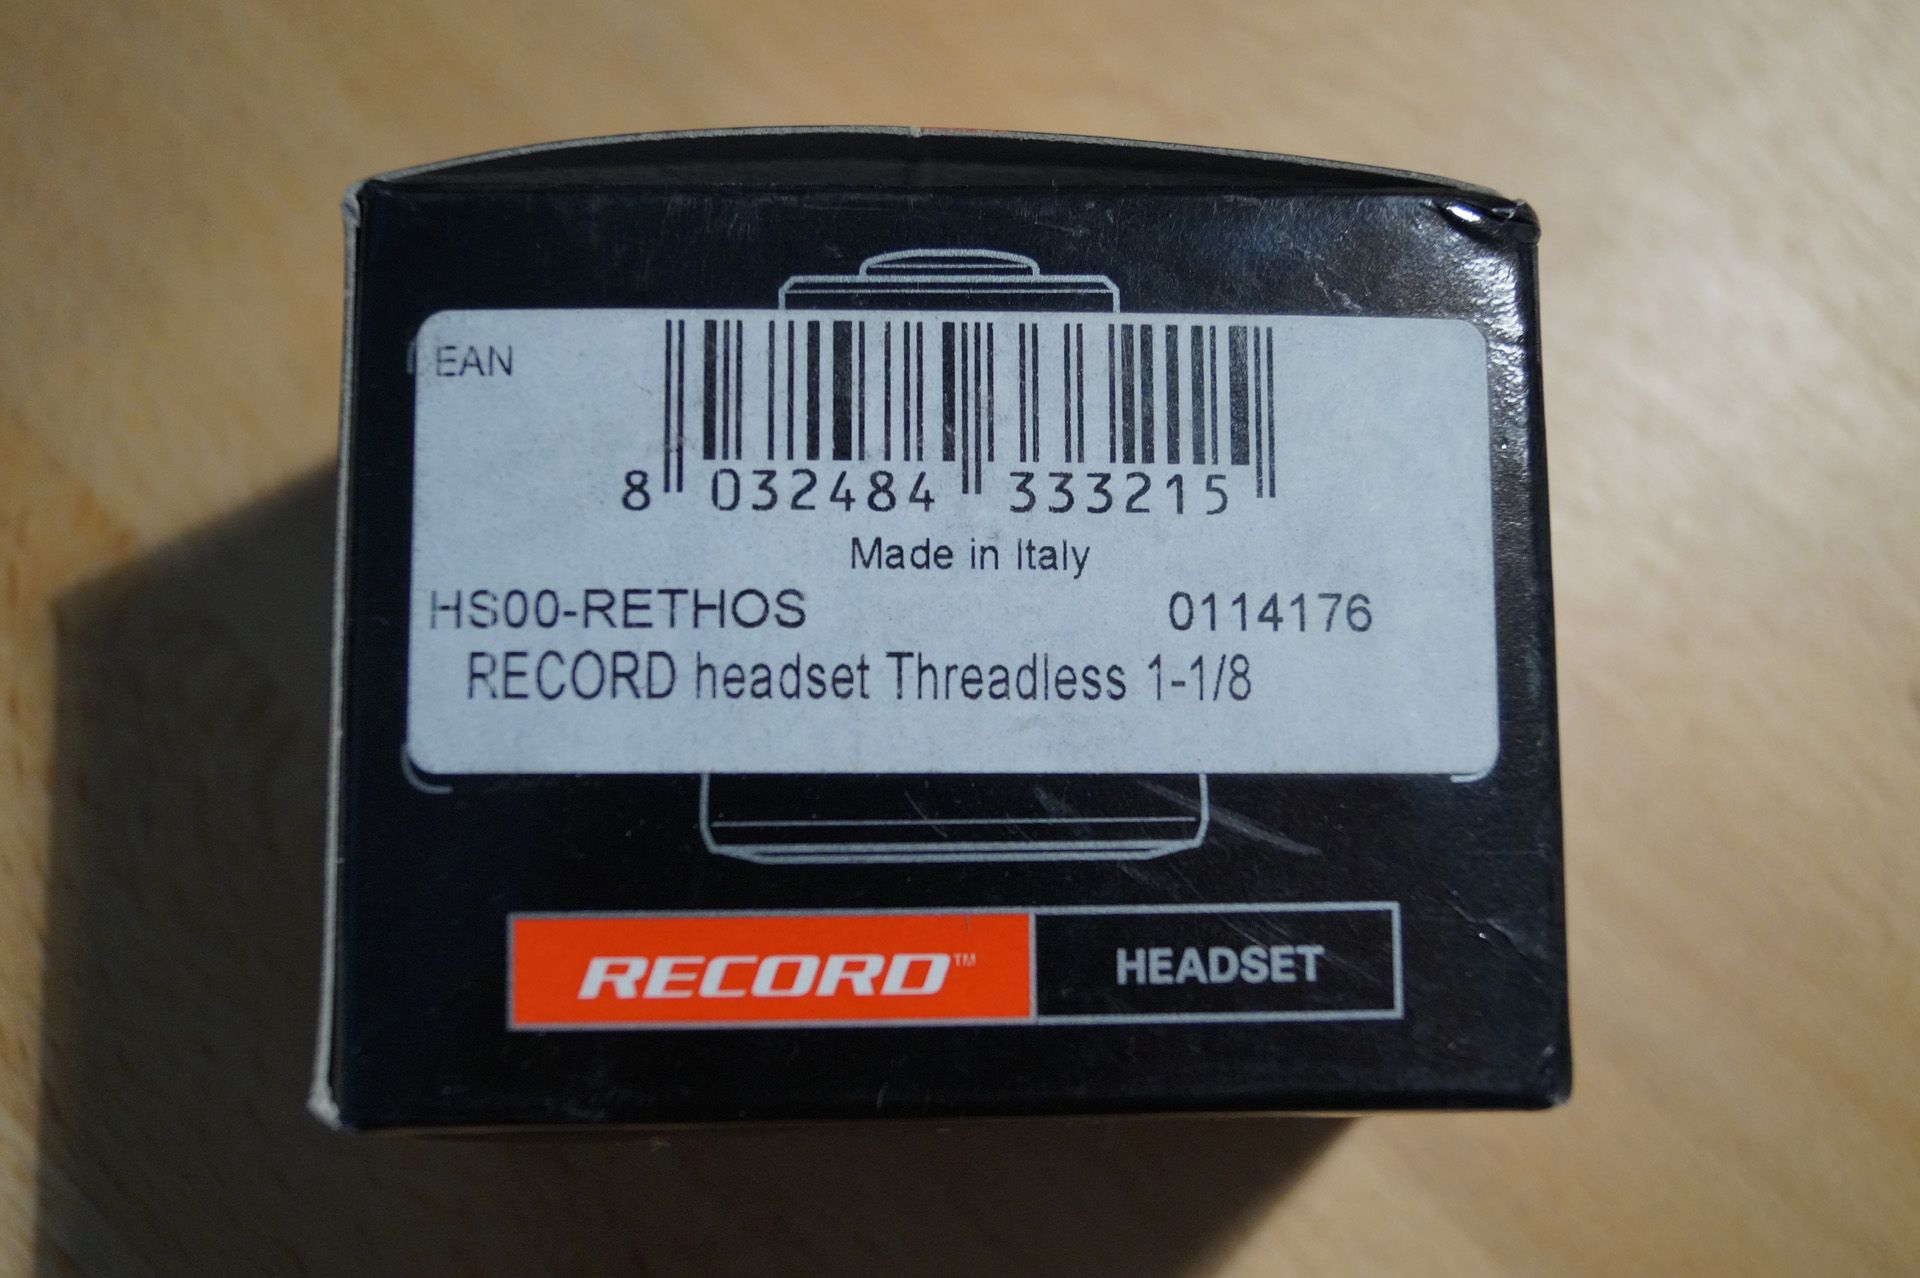 EAN
8 032484 333215
Made in Italy
HS00-RETHOS 0114176
RECORD headset Threadless 1-1/8
RECORD™ HEADSET